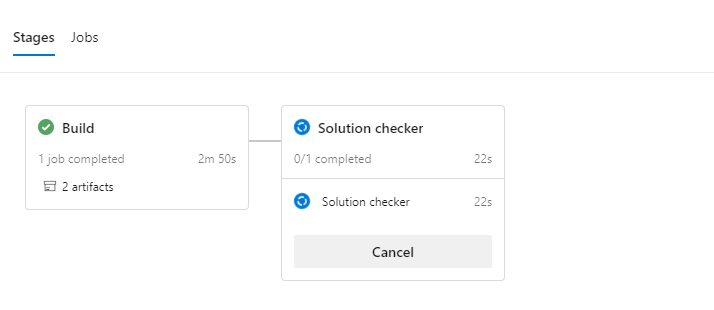 Stages Jobs
Build
1 job completed 2m 50s
2 artifacts
Solution checker
0/1 completed 22s
Solution checker 22s
Cancel